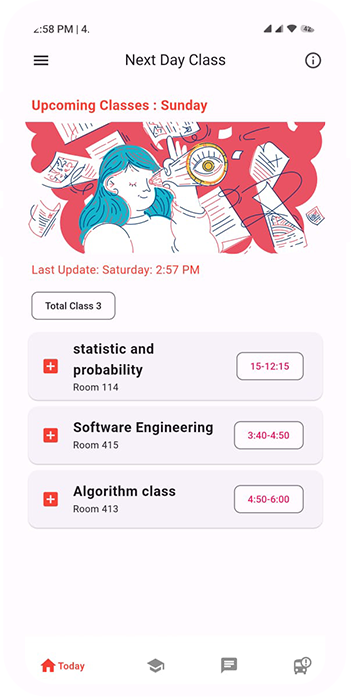 2:58 PM | 4.
42
Next Day Class
Upcoming Classes : Sunday
Last Update: Saturday: 2:57 PM
Total Class 3
statistic and
probability
15-12:15
Room 114
Software Engineering
3:40-4:50
Room 415
Algorithm class
4:50-6:00
Room 413
Today